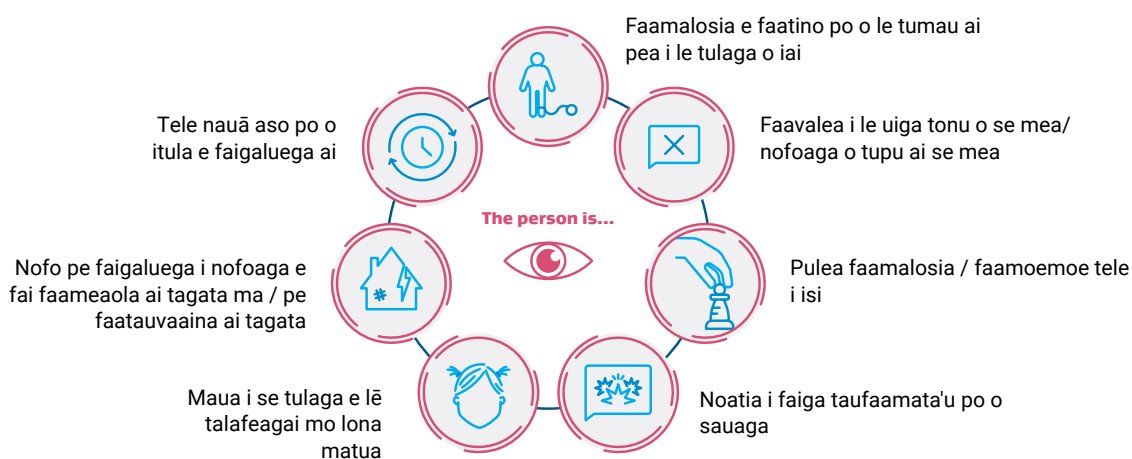 Faamalosia e faatino po o le tumau ai
pea i le tulaga o iai
Tele nauā aso po o
itula e faigaluega ai
Faavalea i le uiga tonu o se mea/
nofoaga o tupu ai se mea
The person is...
Nofo pe faigaluega i nofoaga e
fai faameaola ai tagata ma / pe
faatauvaaina ai tagata
Pulea faamalosia / faamoemoe tele
i isi
Maua i se tulaga e lē
talafeagai mo lona
matua
Noatia i faiga taufaamata'u po o
sauaga